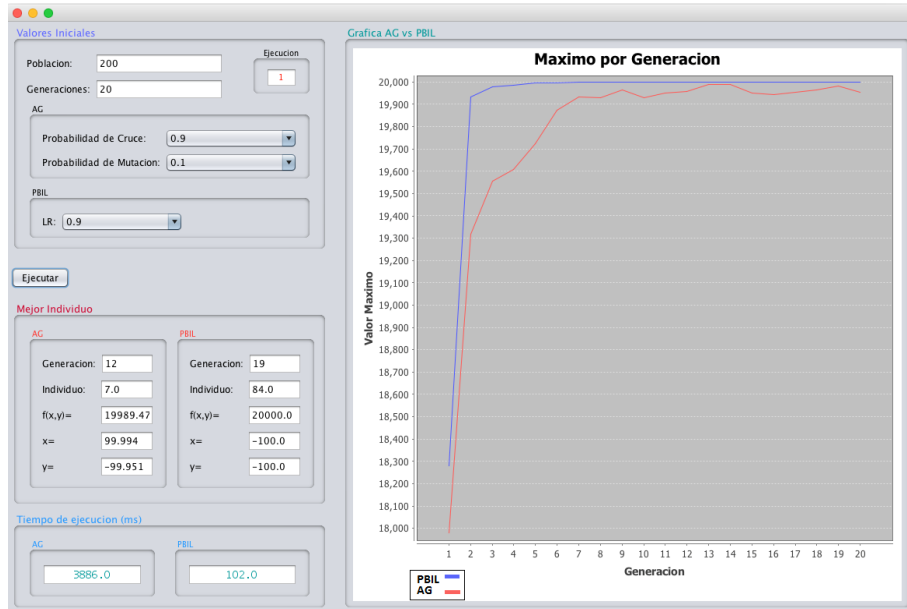 Valores Iniciales
Poblacion: 200
Generaciones: 20
Ejecucion
1
AG
Probabilidad de Cruce: 0.9
Probabilidad de Mutacion: 0.1
PBIL
LR: 0.9
Ejecutar
Mejor Individuo
AG
Generacion: 12
Individuo: 7.0
f(x,y)= 19989.47
x= 99.994
y= -99.951
PBIL
Generacion: 19
Individuo: 84.0
f(x,y)= 20000.0
x= -100.0
y= -100.0
Tiempo de ejecucion (ms)
AG
3886.0
PBIL
102.0
Grafica AG vs PBIL
Maximo por Generacion
Valor Maximo
20,000
19,900
19,800
19,700
19,600
19,500
19,400
19,300
19,200
19,100
19,000
18,900
18,800
18,700
18,600
18,500
18,400
18,300
18,200
18,100
18,000
1 2 3 4 5 6 7 8 9 10 11 12 13 14 15 16 17 18 19 20
Generacion
PBIL
AG